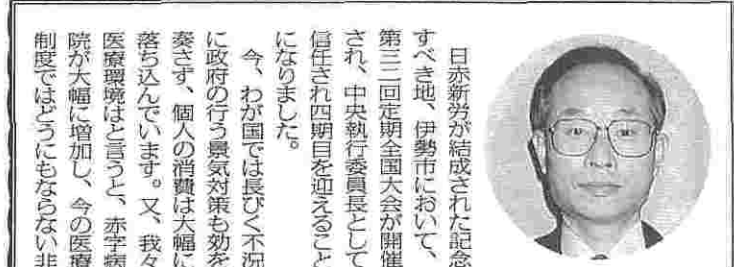 日赤新労が結成された記念
すべき地、伊勢市において、
第三二回定期全国大会が開催
され、中央執行委員長として
信任され四期目を迎えること
になりました。
今、わが国では長びく不況
に政府の行う景気対策も効を
奏さず、個人の消費は大幅に
落ち込んでいます。又、我々
医療環境はと言うと、赤字病
院が大幅に増加し、今の医療
制度ではどうにもならない非